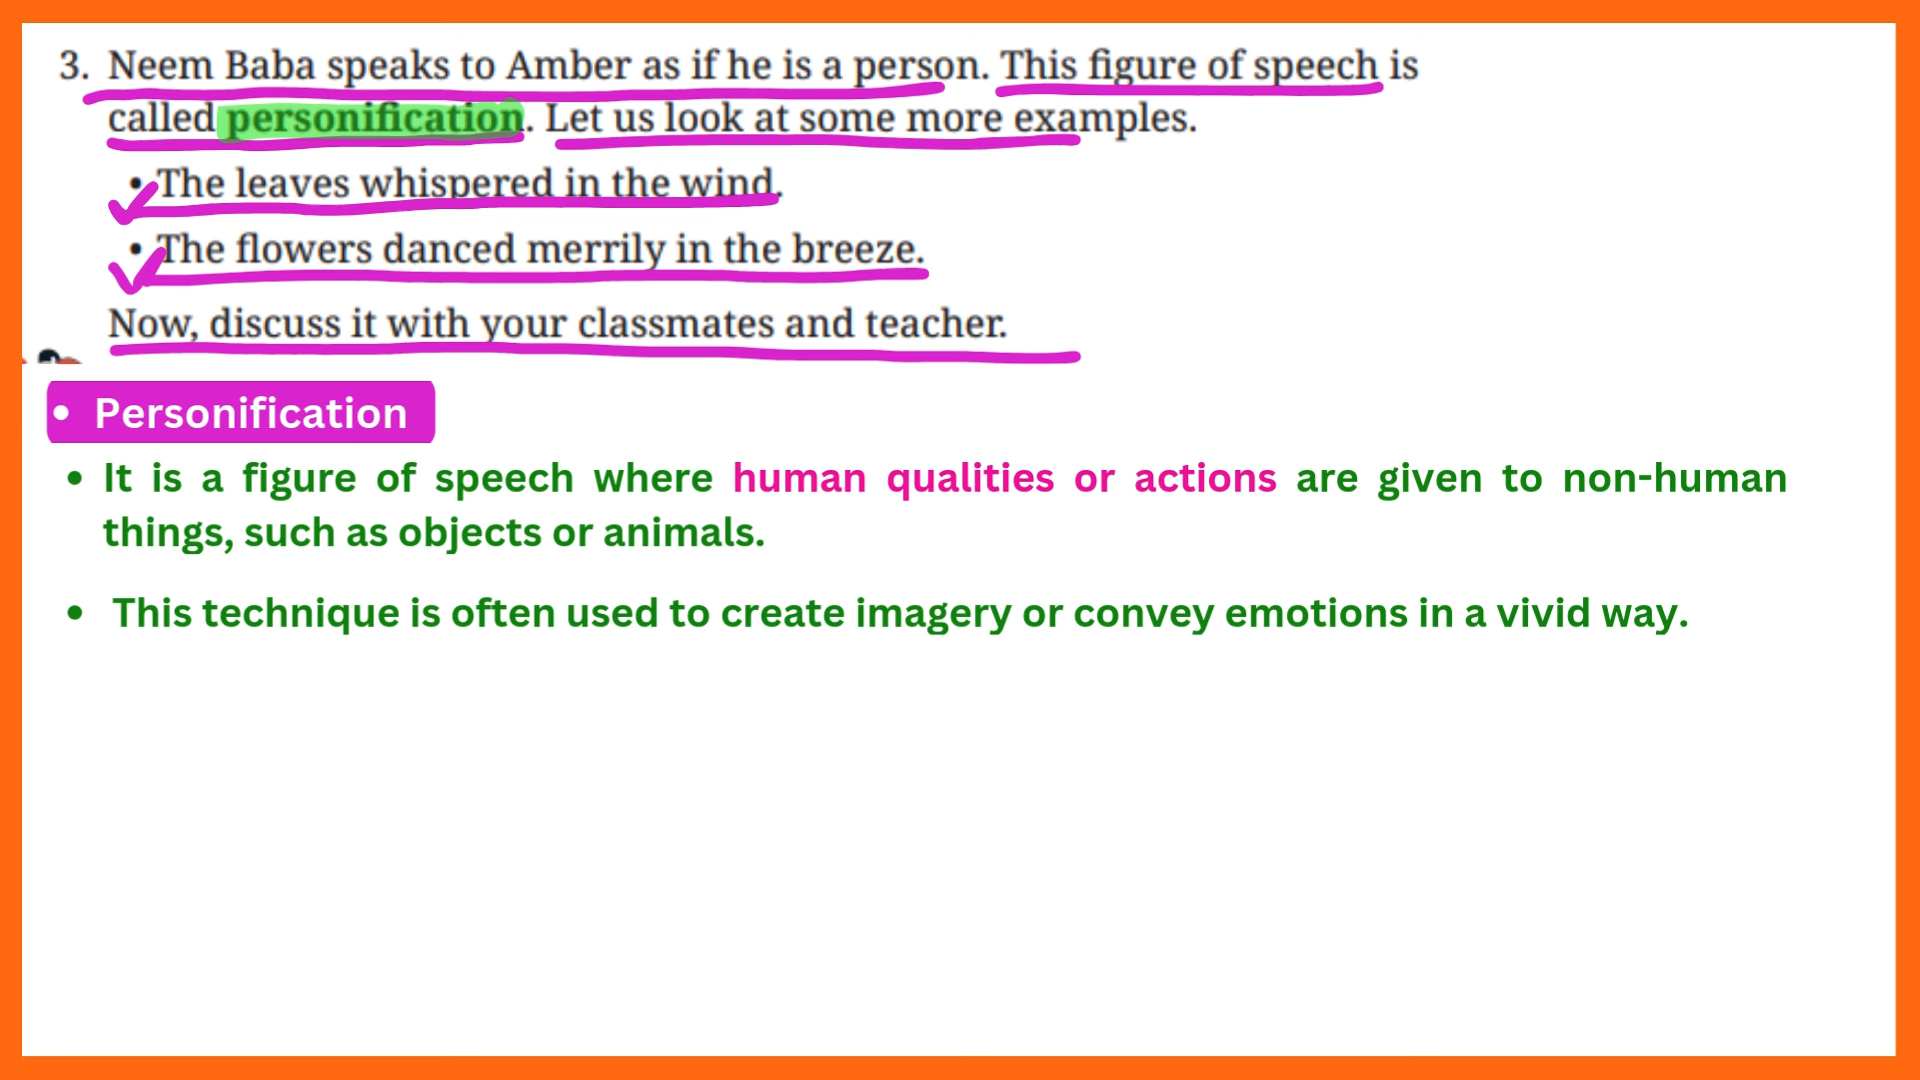 3. Neem Baba speaks to Amber as if he is a person. This figure of speech is
called personification. Let us look at some more examples.
• The leaves whispered in the wind.
• The flowers danced merrily in the breeze.
Now, discuss it with your classmates and teacher.
• Personification
• It is a figure of speech where human qualities or actions are given to non-human
things, such as objects or animals.
• This technique is often used to create imagery or convey emotions in a vivid way.